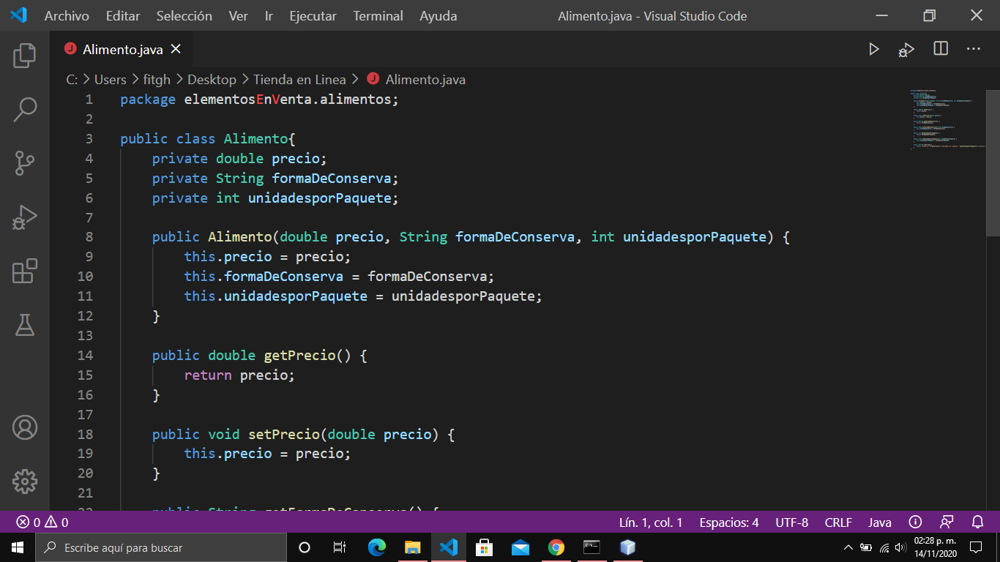 Archivo Editar Selección Ver Ir Ejecutar Terminal Ayuda Alimento.java - Visual Studio Code
J Alimento.java
C: > Users > fitgh > Desktop > Tienda en Linea > J Alimento.java
1 package elementosEnVenta.alimentos;
2
3 public class Alimento{
4 private double precio;
5 private String formaDeConserva;
6 private int unidadesporPaquete;
7
8 public Alimento(double precio, String formaDeConserva, int unidadesporPaquete) {
9 this.precio = precio;
10 this.formaDeConserva = formaDeConserva;
11 this.unidadesporPaquete = unidadesporPaquete;
12 }
13
14 public double getPrecio() {
15 return precio;
16 }
17
18 public void setPrecio(double precio) {
19 this.precio = precio;
20 }
21
22 public String getFormaDeConserva() {
0 0 Lín. 1, col. 1 Espacios: 4 UTF-8 CRLF Java
Escribe aquí para buscar
02:28 p. m.
14/11/2020